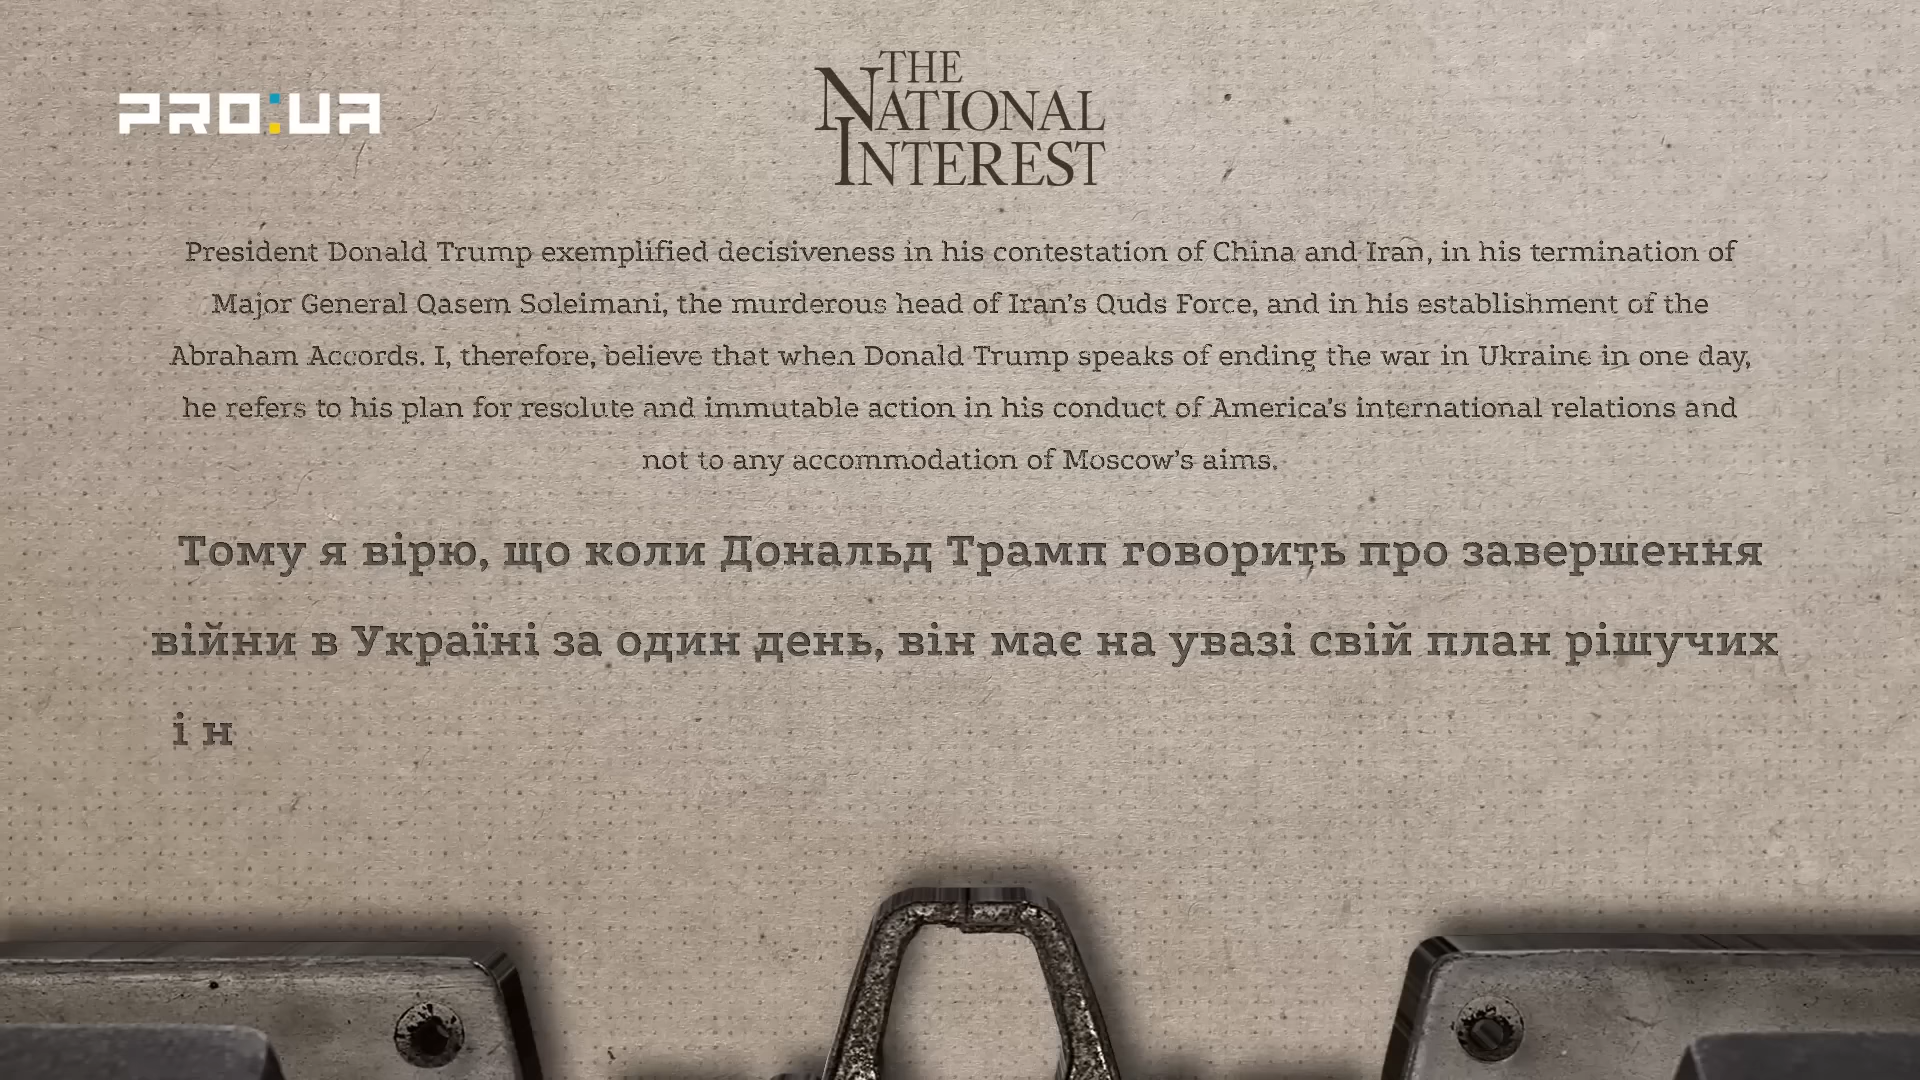 PRO:UA
THE
NATIONAL
INTEREST
President Donald Trump exemplified decisiveness in his contestation of China and Iran, in his termination of
Major General Qasem Soleimani, the murderous head of Iran’s Quds Force, and in his establishment of the
Abraham Accords. I, therefore, believe that when Donald Trump speaks of ending the war in Ukraine in one day,
he refers to his plan for resolute and immutable action in his conduct of America’s international relations and
not to any accommodation of Moscow’s aims.
Тому я вірю, що коли Дональд Трамп говорить про завершення
війни в Україні за один день, він має на увазі свій план рішучих
і н